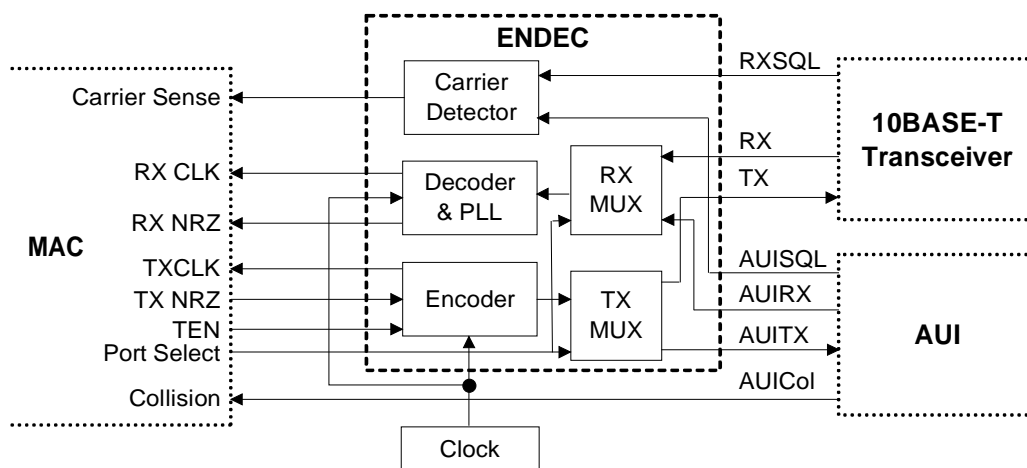 ENDEC
RXSQL
Carrier Sense
Carrier
Detector
10BASE-T
Transceiver
RX
RX CLK
Decoder
& PLL
RX
MUX
TX
RX NRZ
MAC
TXCLK
AUISQL
TX NRZ
Encoder
TX
MUX
AUIRX
TEN
AUITX
AUI
Port Select
AUICol
Collision
Clock